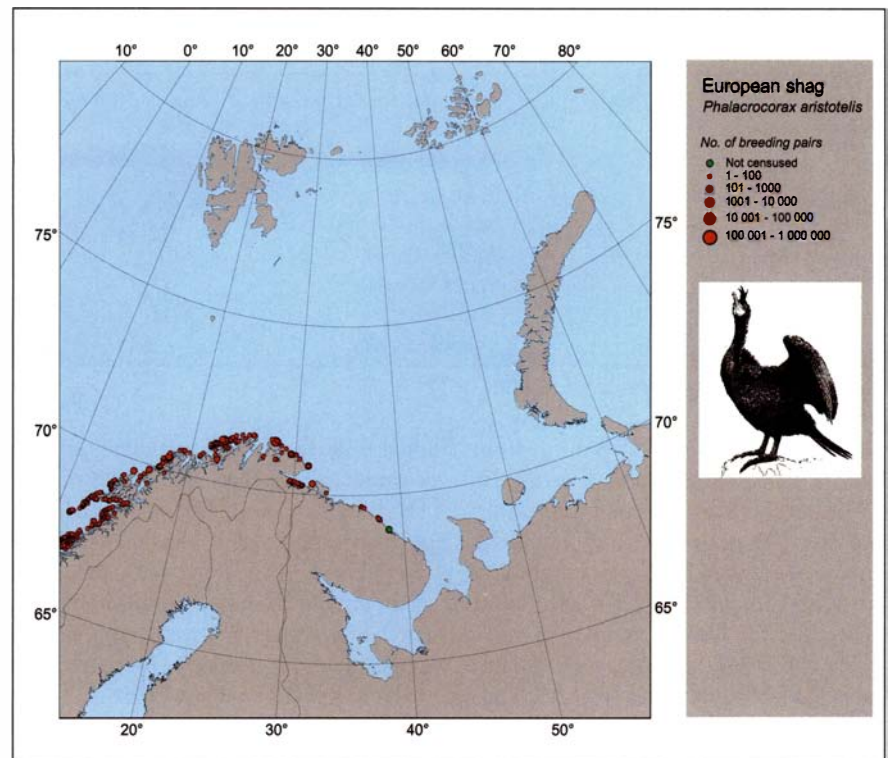 10° 0° 10° 20° 30° 40° 50° 60° 70° 80°
European shag
Phalacrocorax aristotelis
No. of breeding pairs
Not censused
1 - 100
101 - 1000
1001 - 10 000
10 001 - 100 000
100 001 - 1 000 000
75° 75°
70° 70°
65° 65°
20° 30° 40° 50°